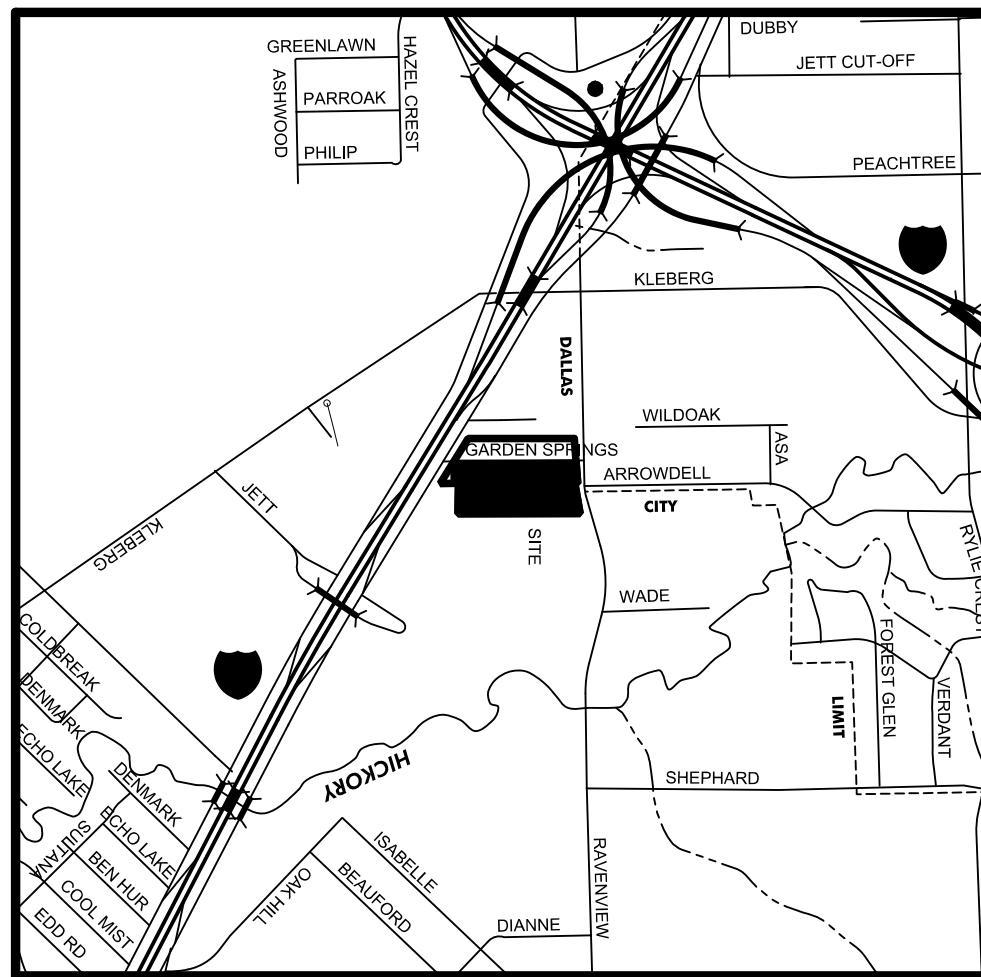 DUBBY
GREENLAWN
HAZEL CREST
JETT CUT-OFF
ASHWOOD
PARROAK
PHILIP
PEACHTREE
KLEBERG
DALLAS
WILDOAK
ASA
GARDEN SPRINGS
ARROWDELL
JETT
CITY
KLEBERG
SITE
RYLIE CREST
WADE
COLDBREAK
FOREST GLEN
DENMARK
VERDANT
LIMIT
ECHO LAKE
HICKORY
DENMARK
SHEPHARD
ECHO LAKE
SULTANA
ISABELLE
BEN HUR
BEAUFORD
OAK HILL
RAVENVIEW
COOL MIST
EDD RD
DIANNE